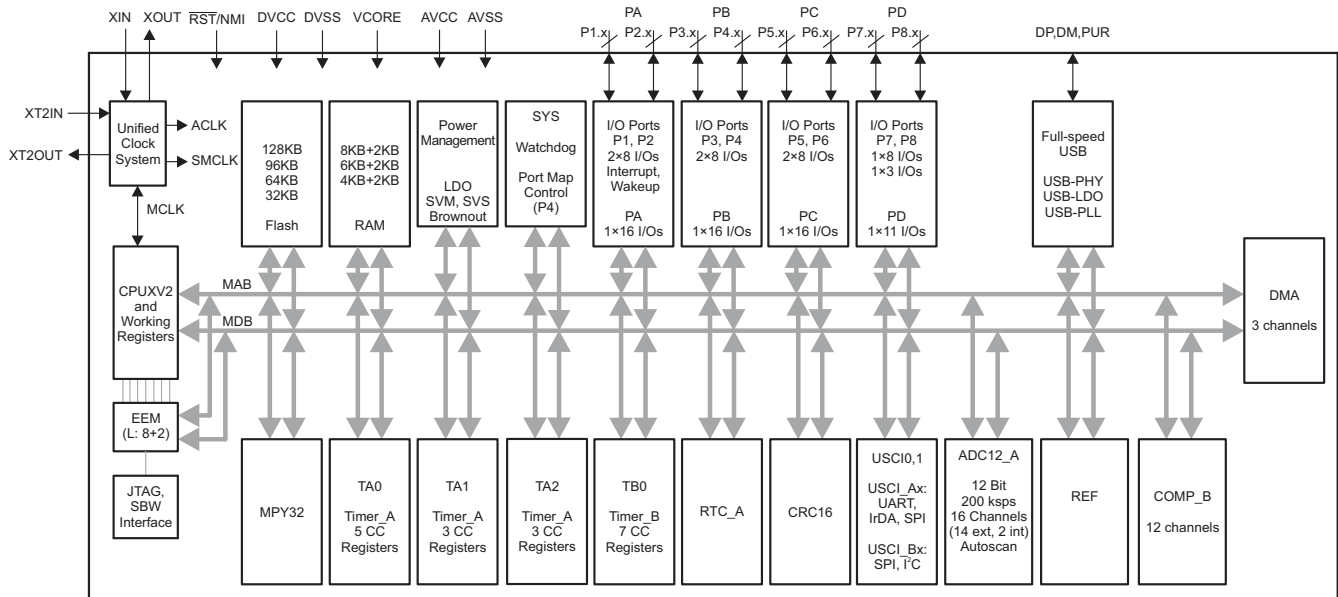 XIN
XOUT
RST/NMI
DVCC
DVSS
VCORE
AVCC
AVSS
PA
P1.x
P2.x
PB
P3.x
P4.x
PC
P5.x
P6.x
PD
P7.x
P8.x
DP,DM,PUR
XT2IN
XT2OUT
Unified
Clock
System
ACLK
SMCLK
MCLK
128KB
96KB
64KB
32KB
Flash
8KB+2KB
6KB+2KB
4KB+2KB
RAM
Power
Management
LDO
SVM, SVS
Brownout
SYS
Watchdog
Port Map
Control
(P4)
I/O Ports
P1, P2
2×8 I/Os
Interrupt,
Wakeup
PA
1×16 I/Os
I/O Ports
P3, P4
2×8 I/Os
PB
1×16 I/Os
I/O Ports
P5, P6
2×8 I/Os
PC
1×16 I/Os
I/O Ports
P7, P8
1×8 I/Os
1×3 I/Os
PD
1×11 I/Os
Full-speed
USB
USB-PHY
USB-LDO
USB-PLL
CPUXV2
and
Working
Registers
MAB
MDB
DMA
3 channels
EEM
(L: 8+2)
JTAG,
SBW
Interface
MPY32
TA0
Timer_A
5 CC
Registers
TA1
Timer_A
3 CC
Registers
TA2
Timer_A
3 CC
Registers
TB0
Timer_B
7 CC
Registers
RTC_A
CRC16
USCI0,1
USCI_Ax:
UART,
IrDA, SPI
USCI_Bx:
SPI, I²C
ADC12_A
12 Bit
200 ksps
16 Channels
(14 ext, 2 int)
Autoscan
REF
COMP_B
12 channels